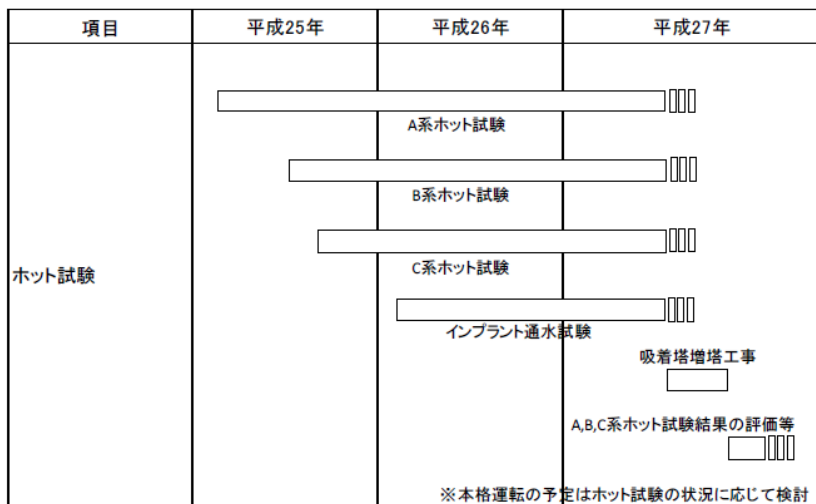 項目 平成25年 平成26年 平成27年
A系ホット試験
B系ホット試験
C系ホット試験
ホット試験
インプラント通水試験
吸着塔増塔工事
A,B,C系ホット試験結果の評価等
※本格運転の予定はホット試験の状況に応じて検討